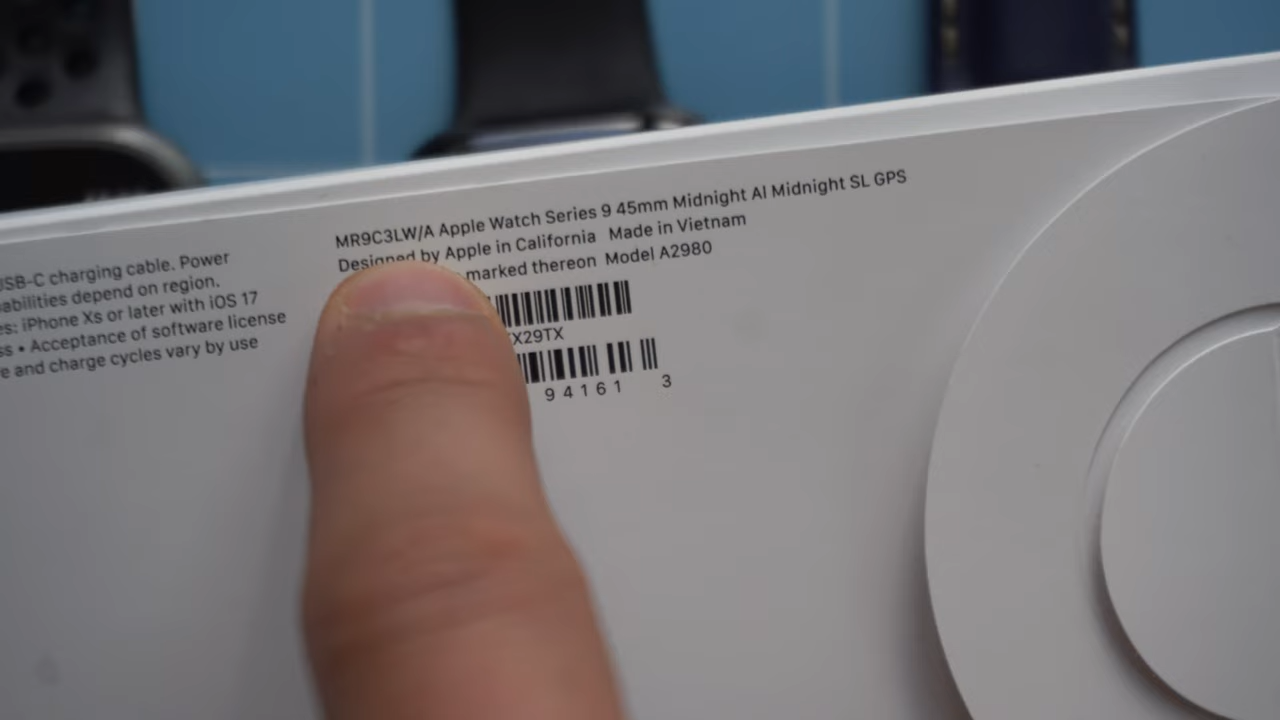 USB-C charging cable. Power
abilities depend on region.
es: iPhone Xs or later with iOS 17
ss • Acceptance of software license
e and charge cycles vary by use
MR9C3LW/A Apple Watch Series 9 45mm Midnight Al Midnight SL GPS
Designed by Apple in California Made in Vietnam
marked thereon Model A2980
X29TX
94161 3